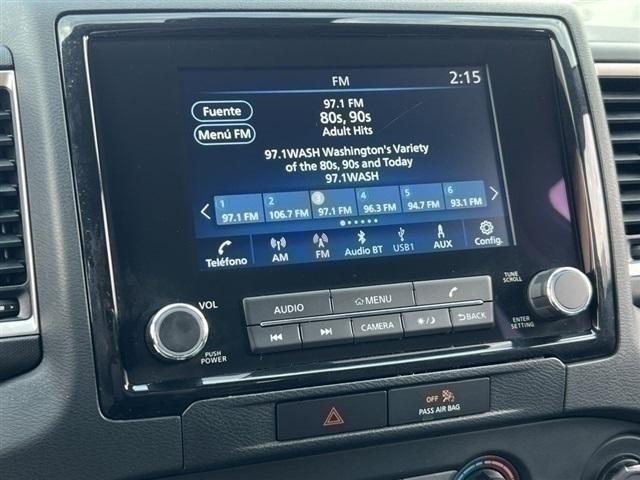 FM
2:15
Fuente
Menú FM
97.1 FM
80s, 90s
Adult Hits
97.1WASH Washington's Variety
of the 80s, 90s and Today
97.1WASH
1 2 3 4 5 6
97.1 FM 106.7 FM 97.1 FM 96.3 FM 94.7 FM 93.1 FM
Teléfono AM FM Audio BT USB1 AUX Config.
VOL
PUSH
POWER
AUDIO MENU
CAMERA BACK
TUNE
SCROLL
ENTER
SETTING
OFF
PASS AIR BAG